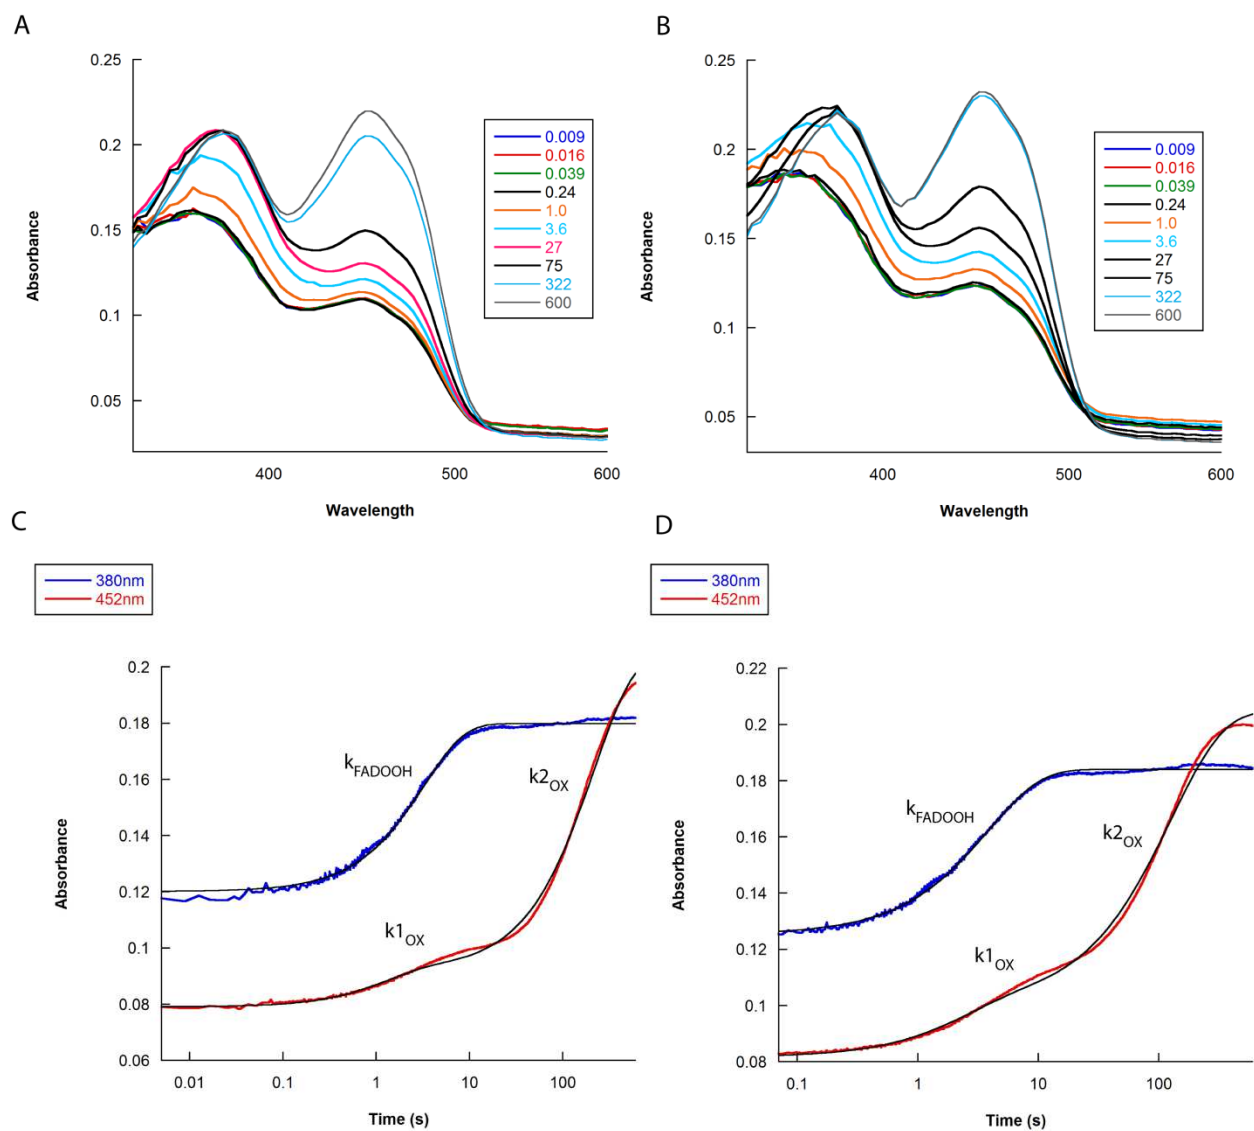 A
0.25
0.2
0.15
0.1
0.05
Absorbance
400
500
600
Wavelength
0.009
0.016
0.039
0.24
1.0
3.6
27
75
322
600
B
0.25
0.2
0.15
0.1
0.05
Absorbance
400
500
600
Wavelength
0.009
0.016
0.039
0.24
1.0
3.6
27
75
322
600
C
380nm
452nm
0.2
0.18
0.16
0.14
0.12
0.1
0.08
0.06
Absorbance
kFADOOH
k2OX
k1OX
0.01
0.1
1
10
100
Time (s)
D
380nm
452nm
0.22
0.2
0.18
0.16
0.14
0.12
0.1
0.08
Absorbance
kFADOOH
k2OX
k1OX
0.1
1
10
100
Time (s)